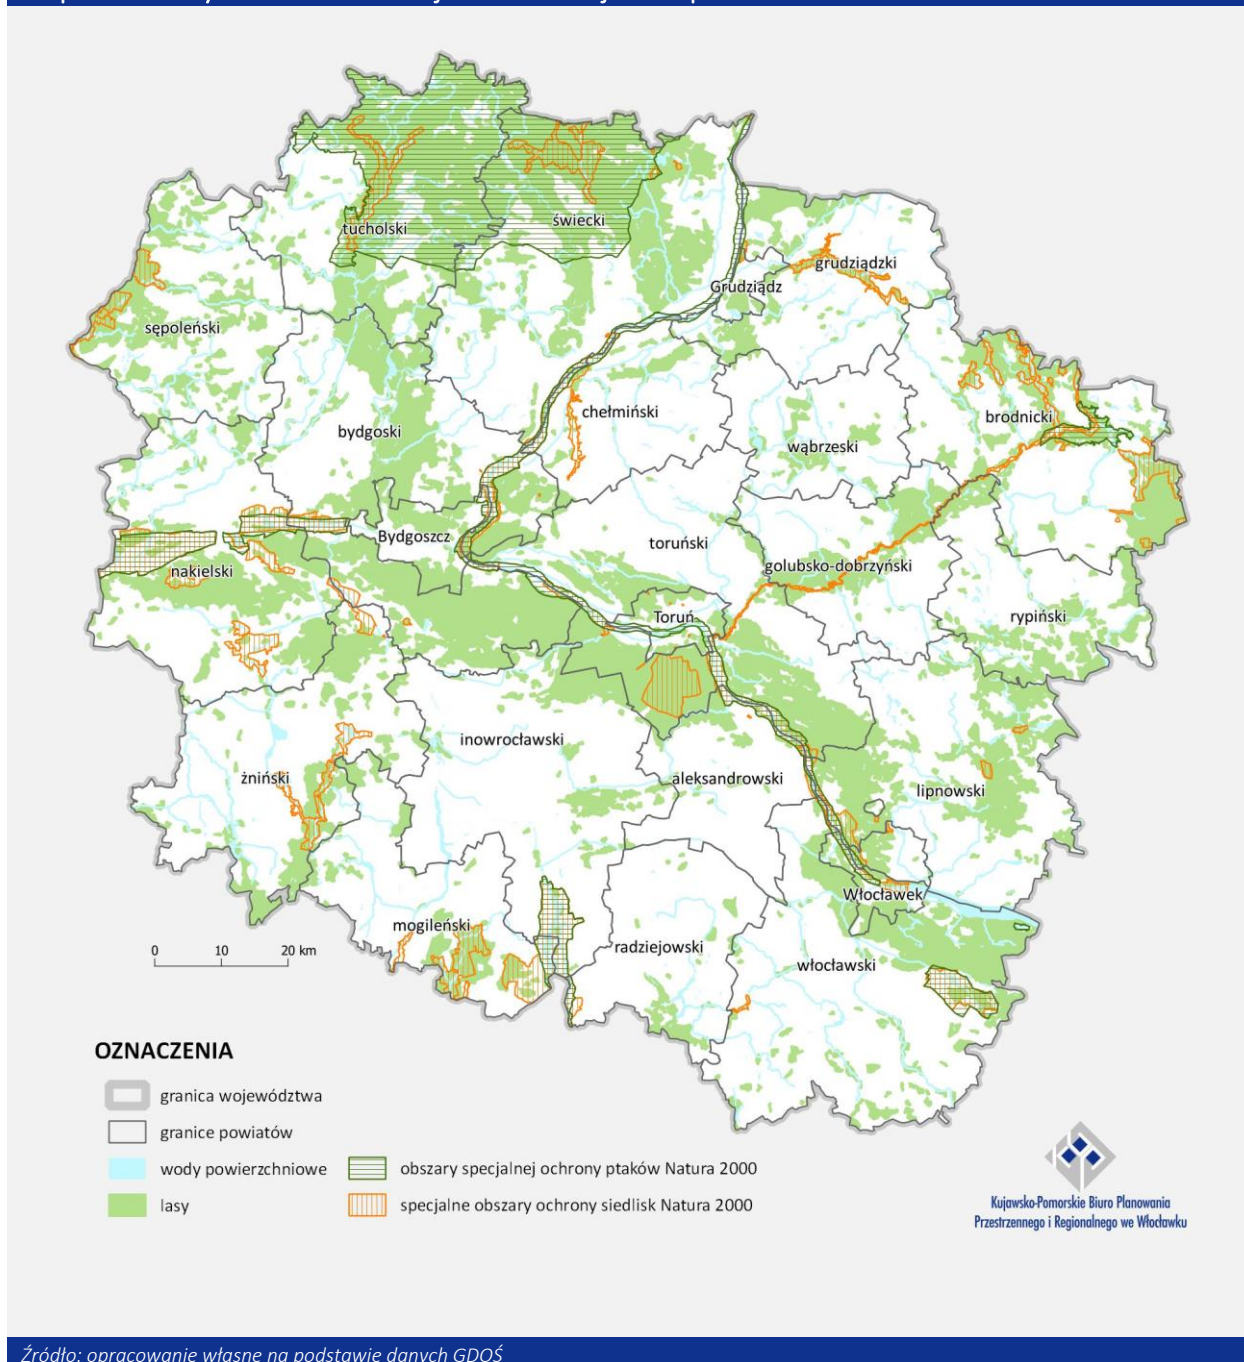 tucholski
świecki
grudziądzki
Grudziądz
sępoleński
chełmiński
brodnicki
bydgoski
wąbrzeski
Bydgoszcz
toruński
golubsko-dobrzyński
nakielski
Toruń
rypiński
inowrocławski
żniński
aleksandrowski
lipnowski
Włocławek
mogileński
radziejowski
włocławski
0 10 20 km
OZNACZENIA
granica województwa
granice powiatów
wody powierzchniowe
obszary specjalnej ochrony ptaków Natura 2000
lasy
specjalne obszary ochrony siedlisk Natura 2000
Kujawsko-Pomorskie Biuro Planowania
Przestrzennego i Regionalnego we Włocławku
Źródło: opracowanie własne na podstawie danych GDOŚ